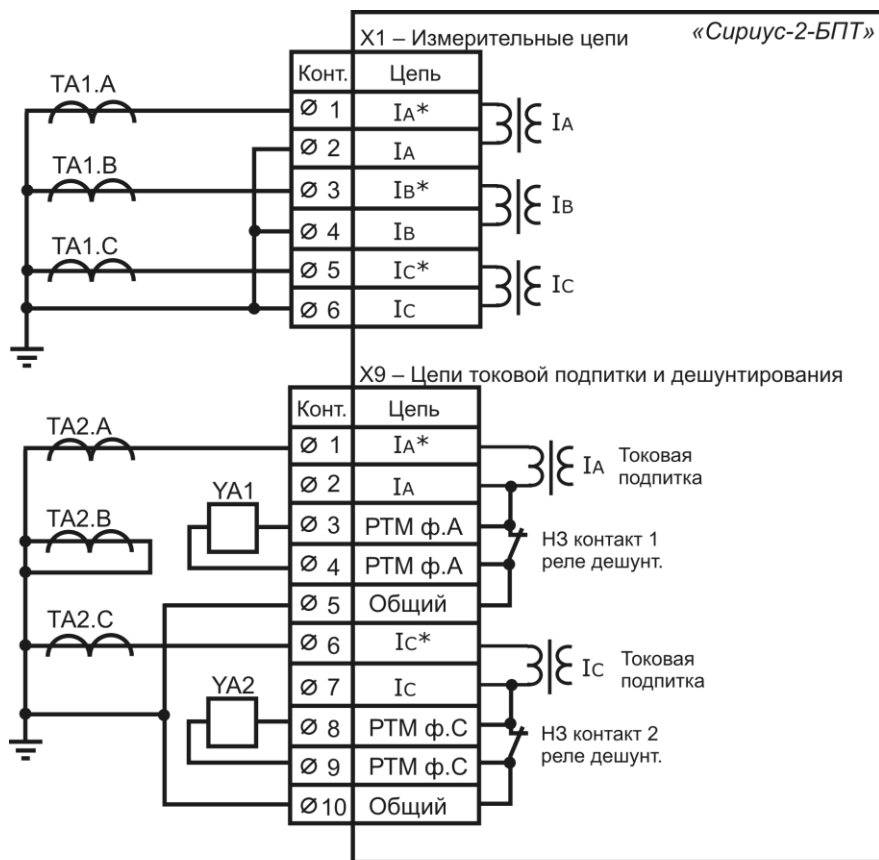 «Сириус-2-БПТ»
X1 – Измерительные цепи
Конт. Цепь
TA1.A
Ø 1 IA* IA
Ø 2 IA
TA1.B
Ø 3 IB* IB
Ø 4 IB
TA1.C
Ø 5 IC* IC
Ø 6 IC
X9 – Цепи токовой подпитки и дешунтирования
Конт. Цепь
TA2.A
Ø 1 IA*
IA Токовая
подпитка
Ø 2 IA
YA1
TA2.B
Ø 3 РТМ ф.А
НЗ контакт 1
реле дешунт.
Ø 4 РТМ ф.А
Ø 5 Общий
TA2.C
Ø 6 IC*
IC Токовая
подпитка
Ø 7 IC
YA2
Ø 8 РТМ ф.С
НЗ контакт 2
реле дешунт.
Ø 9 РТМ ф.С
Ø 10 Общий